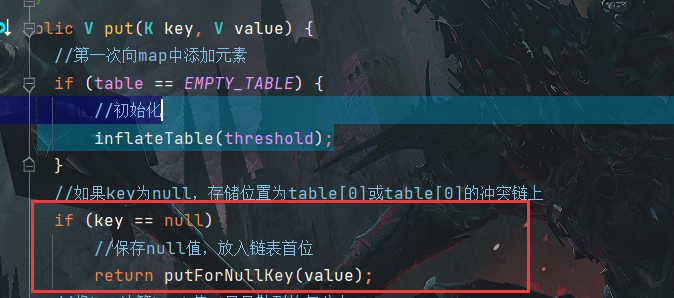 blic V put(K key, V value) {
//第一次向map中添加元素
if (table == EMPTY_TABLE) {
//初始化
inflateTable(threshold);
}
//如果key为null，存储位置为table[0]或table[0]的冲突链上
if (key == null)
//保存null值，放入链表首位
return putForNullKey(value);